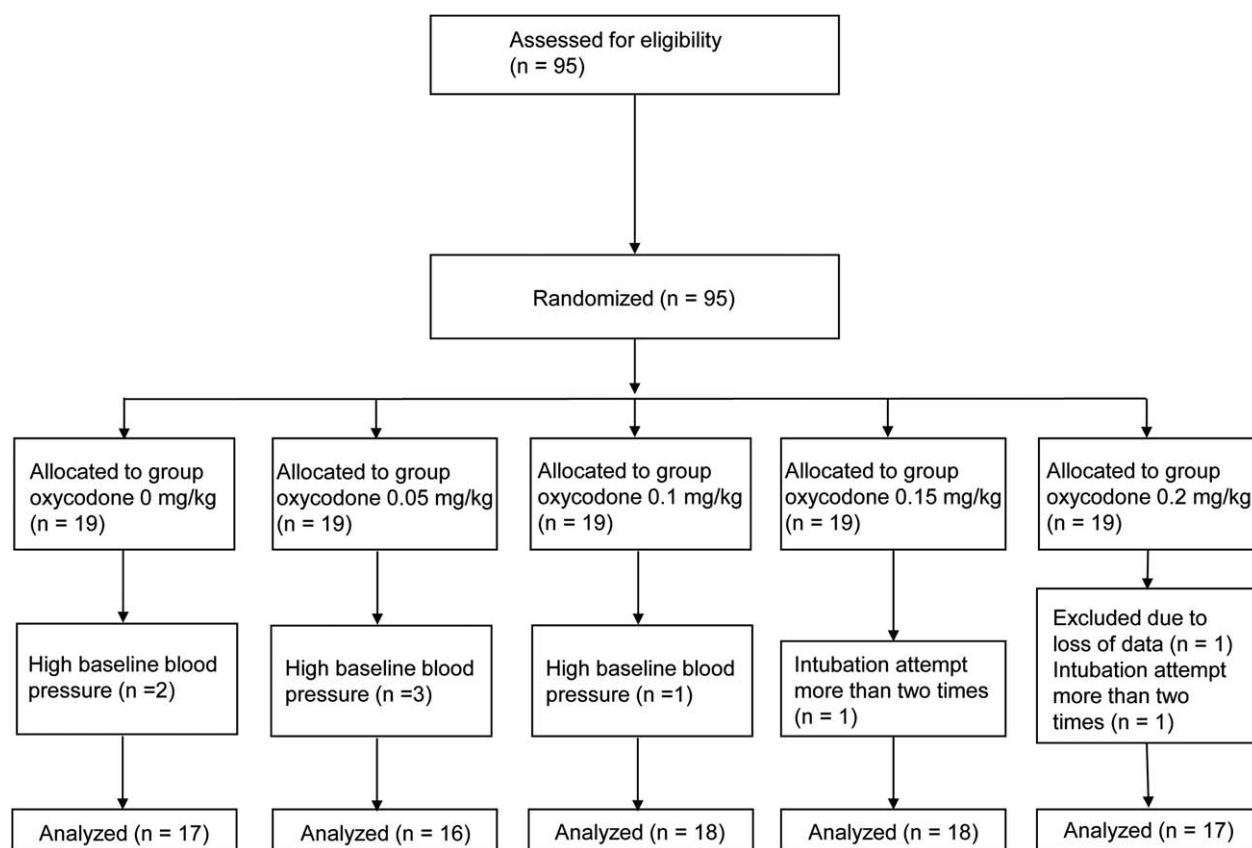 Assessed for eligibility
(n = 95)
Randomized (n = 95)
Allocated to group
oxycodone 0 mg/kg
(n = 19)
Allocated to group
oxycodone 0.05 mg/kg
(n = 19)
Allocated to group
oxycodone 0.1 mg/kg
(n = 19)
Allocated to group
oxycodone 0.15 mg/kg
(n = 19)
Allocated to group
oxycodone 0.2 mg/kg
(n = 19)
High baseline blood
pressure (n =2)
High baseline blood
pressure (n =3)
High baseline blood
pressure (n =1)
Intubation attempt
more than two times
(n = 1)
Excluded due to
loss of data (n = 1)
Intubation attempt
more than two
times (n = 1)
Analyzed (n = 17)
Analyzed (n = 16)
Analyzed (n = 18)
Analyzed (n = 18)
Analyzed (n = 17)